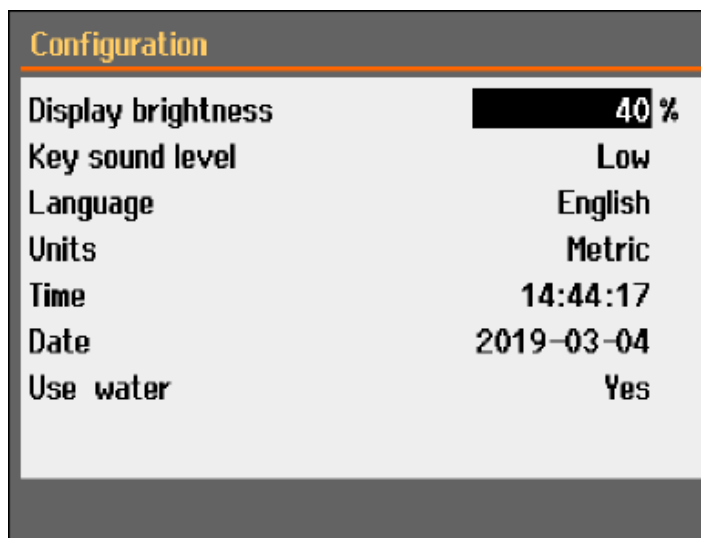 Configuration
Display brightness 40 %
Key sound level Low
Language English
Units Metric
Time 14:44:17
Date 2019-03-04
Use water Yes